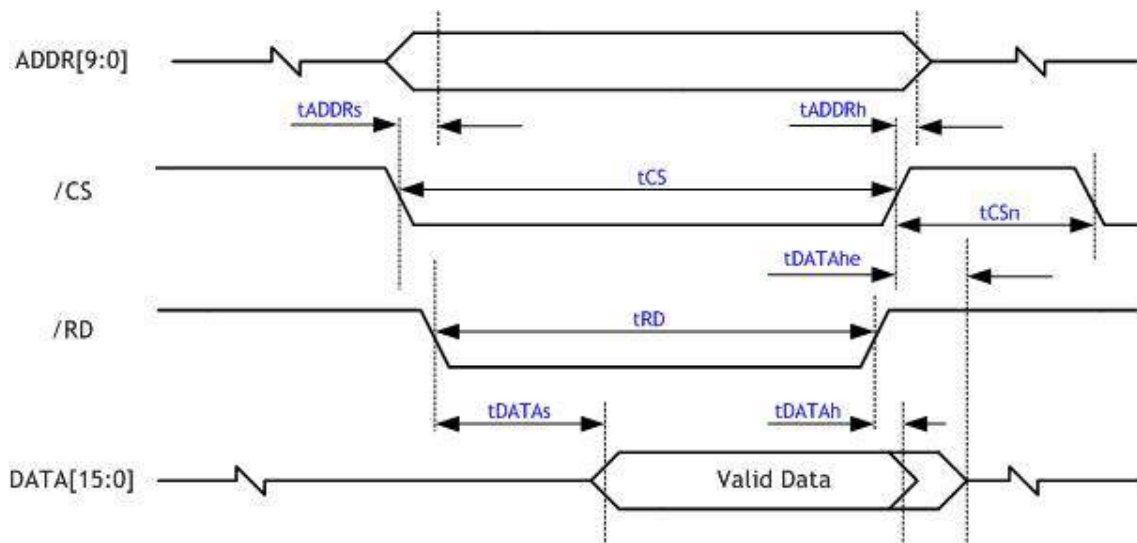 ADDR[9:0]
tADDRs
tADDRh
/CS
tCS
tCSn
tDATAhe
/RD
tRD
tDATAs
tDATAh
DATA[15:0]
Valid Data